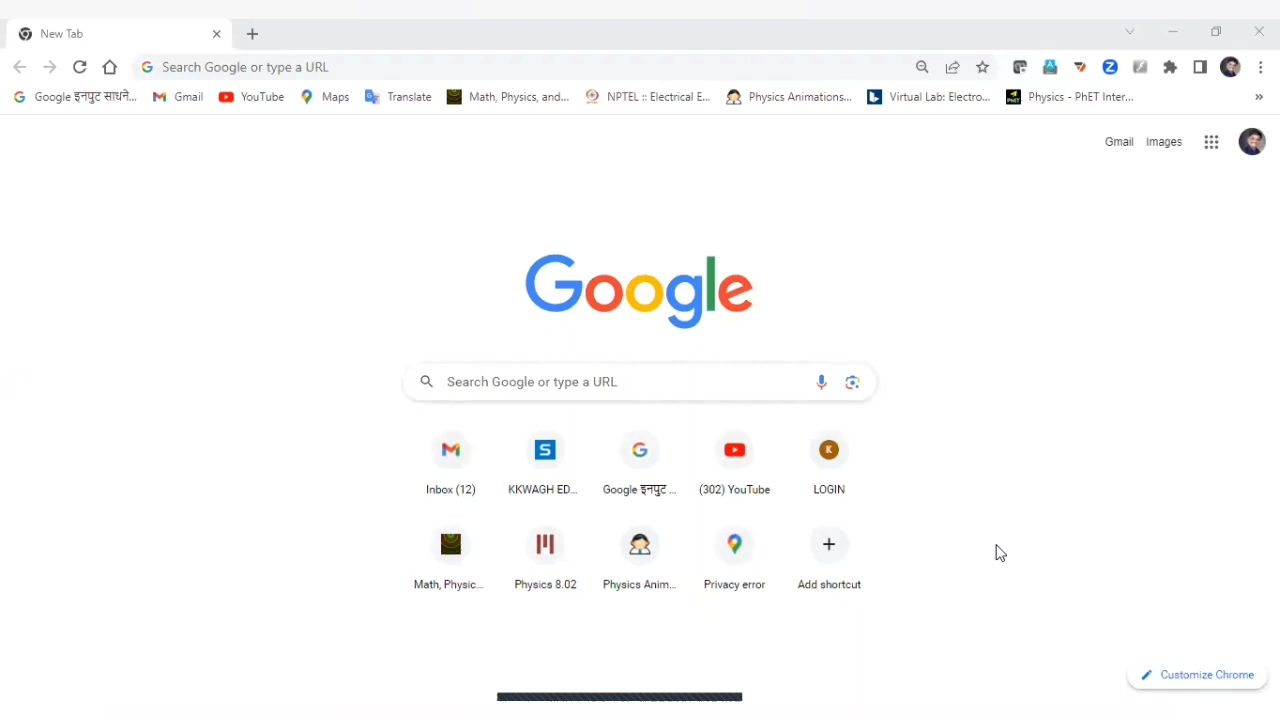 New Tab
Search Google or type a URL
Google इनपुट साधने... Gmail YouTube Maps Translate Math, Physics, and... NPTEL :: Electrical E... Physics Animations... Virtual Lab: Electro... Physics - PhET Inter... »
Gmail Images
Google
Search Google or type a URL
Inbox (12) KKWAGH ED... Google इनपुट ... (302) YouTube LOGIN
Math, Physic... Physics 8.02 Physics Anim... Privacy error Add shortcut
Customize Chrome